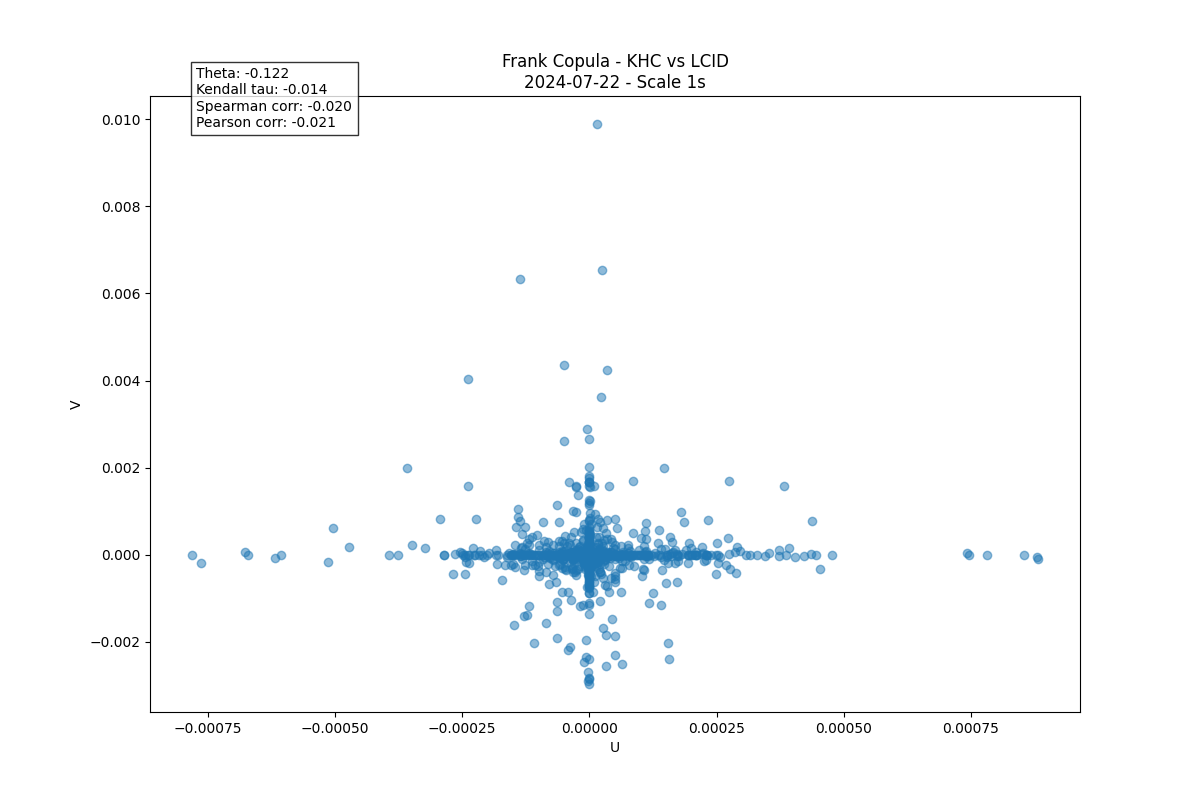 Frank Copula - KHC vs LCID
2024-07-22 - Scale 1s
Theta: -0.122
Kendall tau: -0.014
Spearman corr: -0.020
Pearson corr: -0.021
0.010
0.008
0.006
0.004
0.002
0.000
−0.002
V
−0.00075
−0.00050
−0.00025
0.00000
0.00025
0.00050
0.00075
U